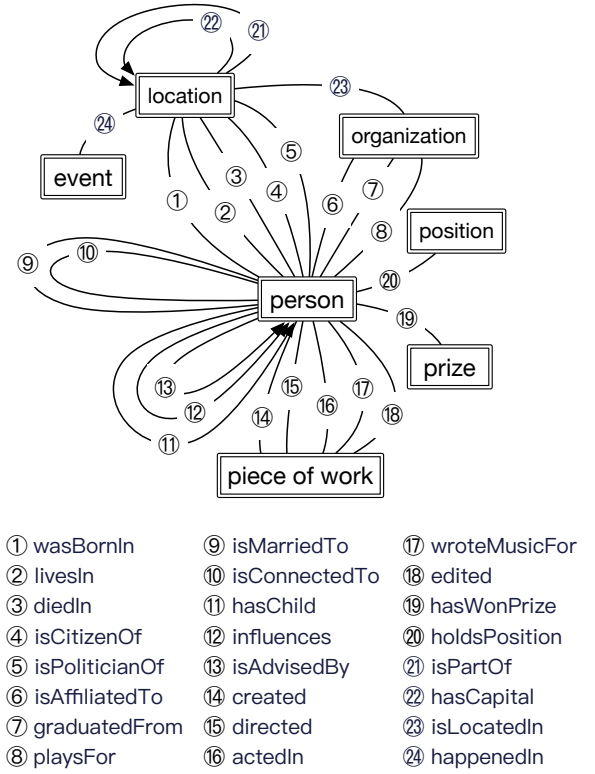 ㉒
㉑
location
㉓
㉔
organization
event
⑤
③
④
⑦
①
②
⑥
position
⑧
⑩
⑨
⑳
person
⑲
prize
⑬
⑮
⑰
⑫
⑭
⑯
⑱
⑪
piece of work
① wasBornIn
② livesIn
③ diedIn
④ isCitizenOf
⑤ isPoliticianOf
⑥ isAffiliatedTo
⑦ graduatedFrom
⑧ playsFor
⑨ isMarriedTo
⑩ isConnectedTo
⑪ hasChild
⑫ influences
⑬ isAdvisedBy
⑭ created
⑮ directed
⑯ actedIn
⑰ wroteMusicFor
⑱ edited
⑲ hasWonPrize
⑳ holdsPosition
㉑ isPartOf
㉒ hasCapital
㉓ isLocatedIn
㉔ happenedIn